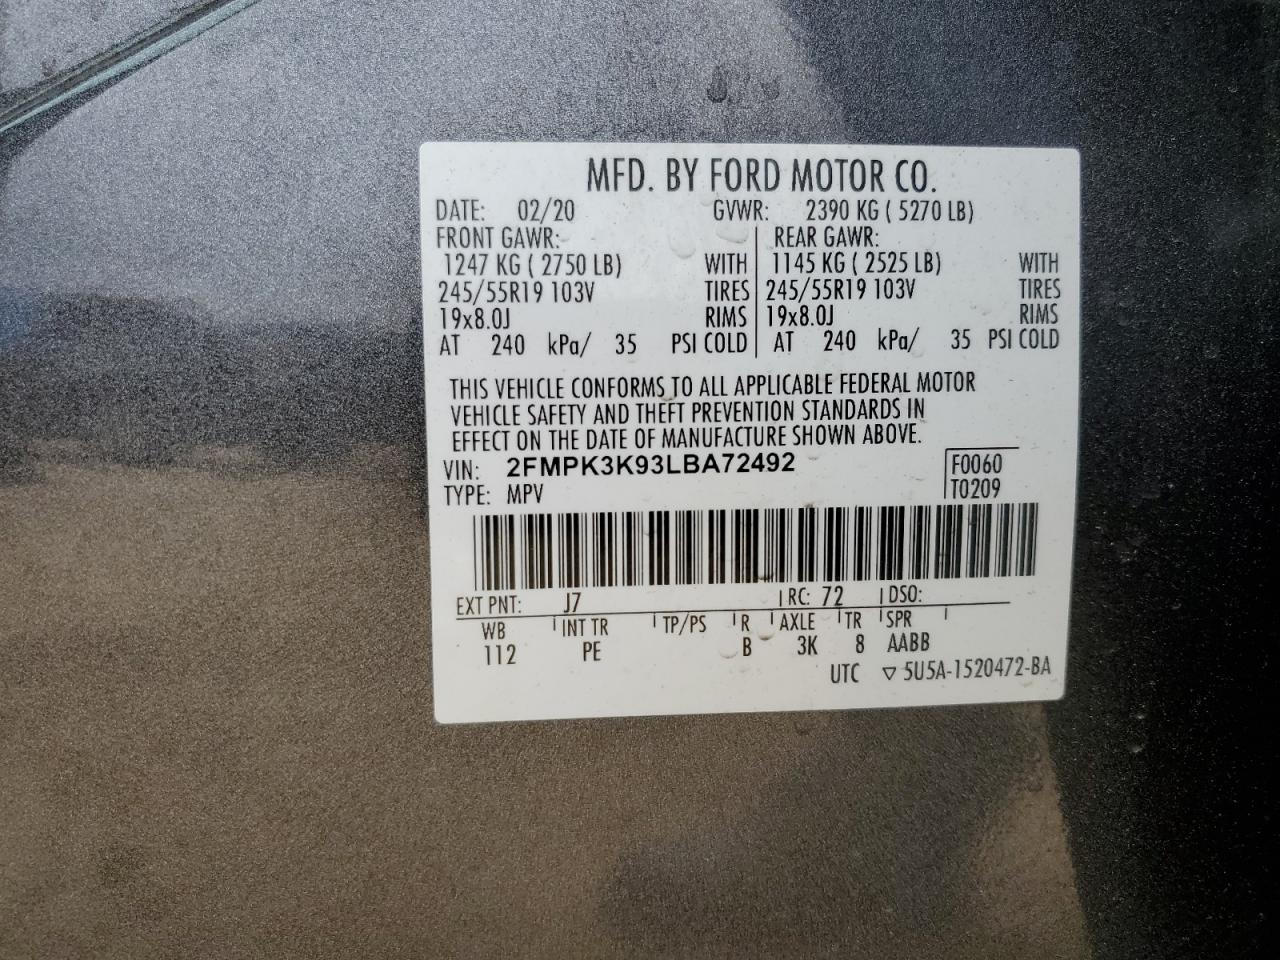 MFD. BY FORD MOTOR CO.
DATE: 02/20 GVWR: 2390 KG ( 5270 LB)
FRONT GAWR: REAR GAWR:
1247 KG ( 2750 LB) WITH 1145 KG ( 2525 LB) WITH
245/55R19 103V TIRES 245/55R19 103V TIRES
19x8.0J RIMS 19x8.0J RIMS
AT 240 kPa/ 35 PSI COLD AT 240 kPa/ 35 PSI COLD
THIS VEHICLE CONFORMS TO ALL APPLICABLE FEDERAL MOTOR
VEHICLE SAFETY AND THEFT PREVENTION STANDARDS IN
EFFECT ON THE DATE OF MANUFACTURE SHOWN ABOVE.
VIN: 2FMPK3K93LBA72492 F0060
TYPE: MPV T0209
EXT PNT: J7 RC: 72 DSO:
WB INT TR TP/PS R AXLE TR SPR
112 PE B 3K 8 AABB
UTC ▽ 5U5A-1520472-BA